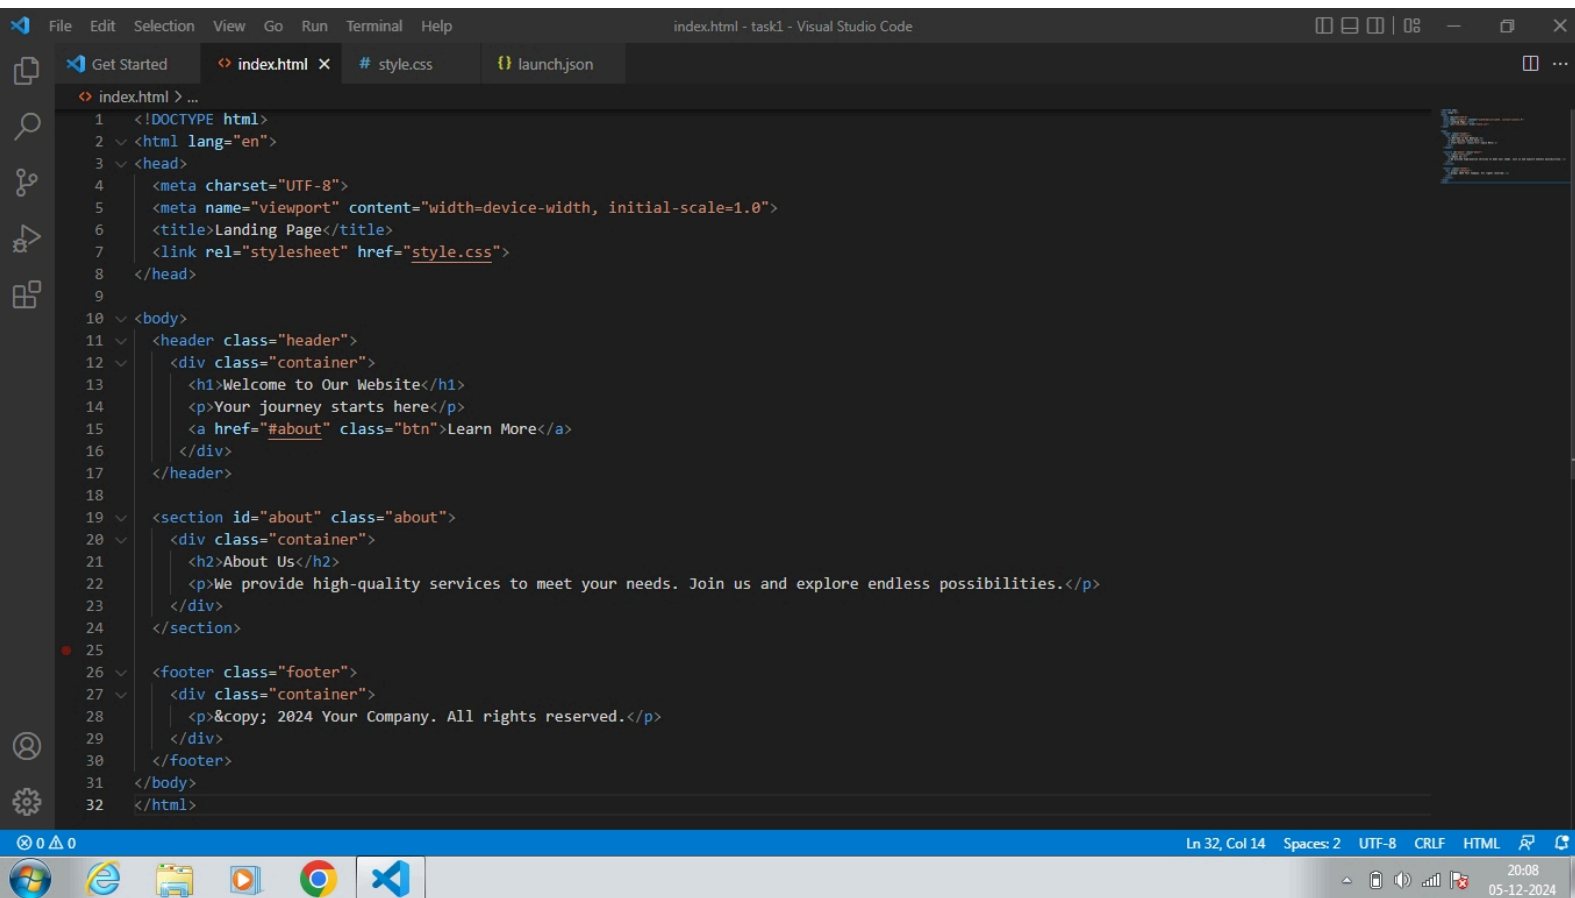 File Edit Selection View Go Run Terminal Help
index.html - task1 - Visual Studio Code
Get Started
index.html
# style.css
{} launch.json
index.html > ...
1 <!DOCTYPE html>
2 <html lang="en">
3 <head>
4 <meta charset="UTF-8">
5 <meta name="viewport" content="width=device-width, initial-scale=1.0">
6 <title>Landing Page</title>
7 <link rel="stylesheet" href="style.css">
8 </head>
9
10 <body>
11 <header class="header">
12 <div class="container">
13 <h1>Welcome to Our Website</h1>
14 <p>Your journey starts here</p>
15 <a href="#about" class="btn">Learn More</a>
16 </div>
17 </header>
18
19 <section id="about" class="about">
20 <div class="container">
21 <h2>About Us</h2>
22 <p>We provide high-quality services to meet your needs. Join us and explore endless possibilities.</p>
23 </div>
24 </section>
25
26 <footer class="footer">
27 <div class="container">
28 <p>&copy; 2024 Your Company. All rights reserved.</p>
29 </div>
30 </footer>
31 </body>
32 </html>
0 0
Ln 32, Col 14 Spaces: 2 UTF-8 CRLF HTML
20:08
05-12-2024